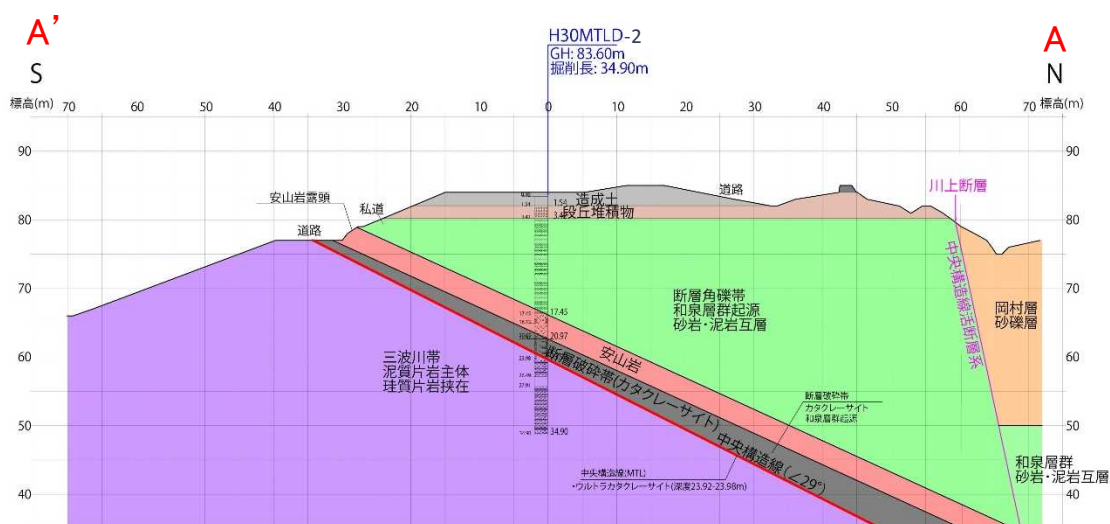 A’
A
S
N
H30MTLD-2
GH: 83.60m
掘削長: 34.90m
標高(m)
70
60
50
40
30
20
10
0
10
20
30
40
50
60
70
標高(m)
90
90
川上断層
安山岩露頭
私道
道路
1.54
造成土
段丘堆積物
道路
80
80
中央構造線活断層系
70
70
断層角礫帯
和泉層群起源
砂岩・泥岩互層
岡村層
砂礫層
17.45
20.97
60
60
三波川帯
泥質片岩主体
珪質片岩挟在
安山岩
断層破砕帯(カタクレーサイト)
中央構造線(∠29°)
断層破砕帯
カタクレーサイト
和泉層群起源
50
50
34.90
中央構造線(MTL)
・ウルトラカタクレーサイト(深度23.92-23.98m)
和泉層群
砂岩・泥岩互層
40
40